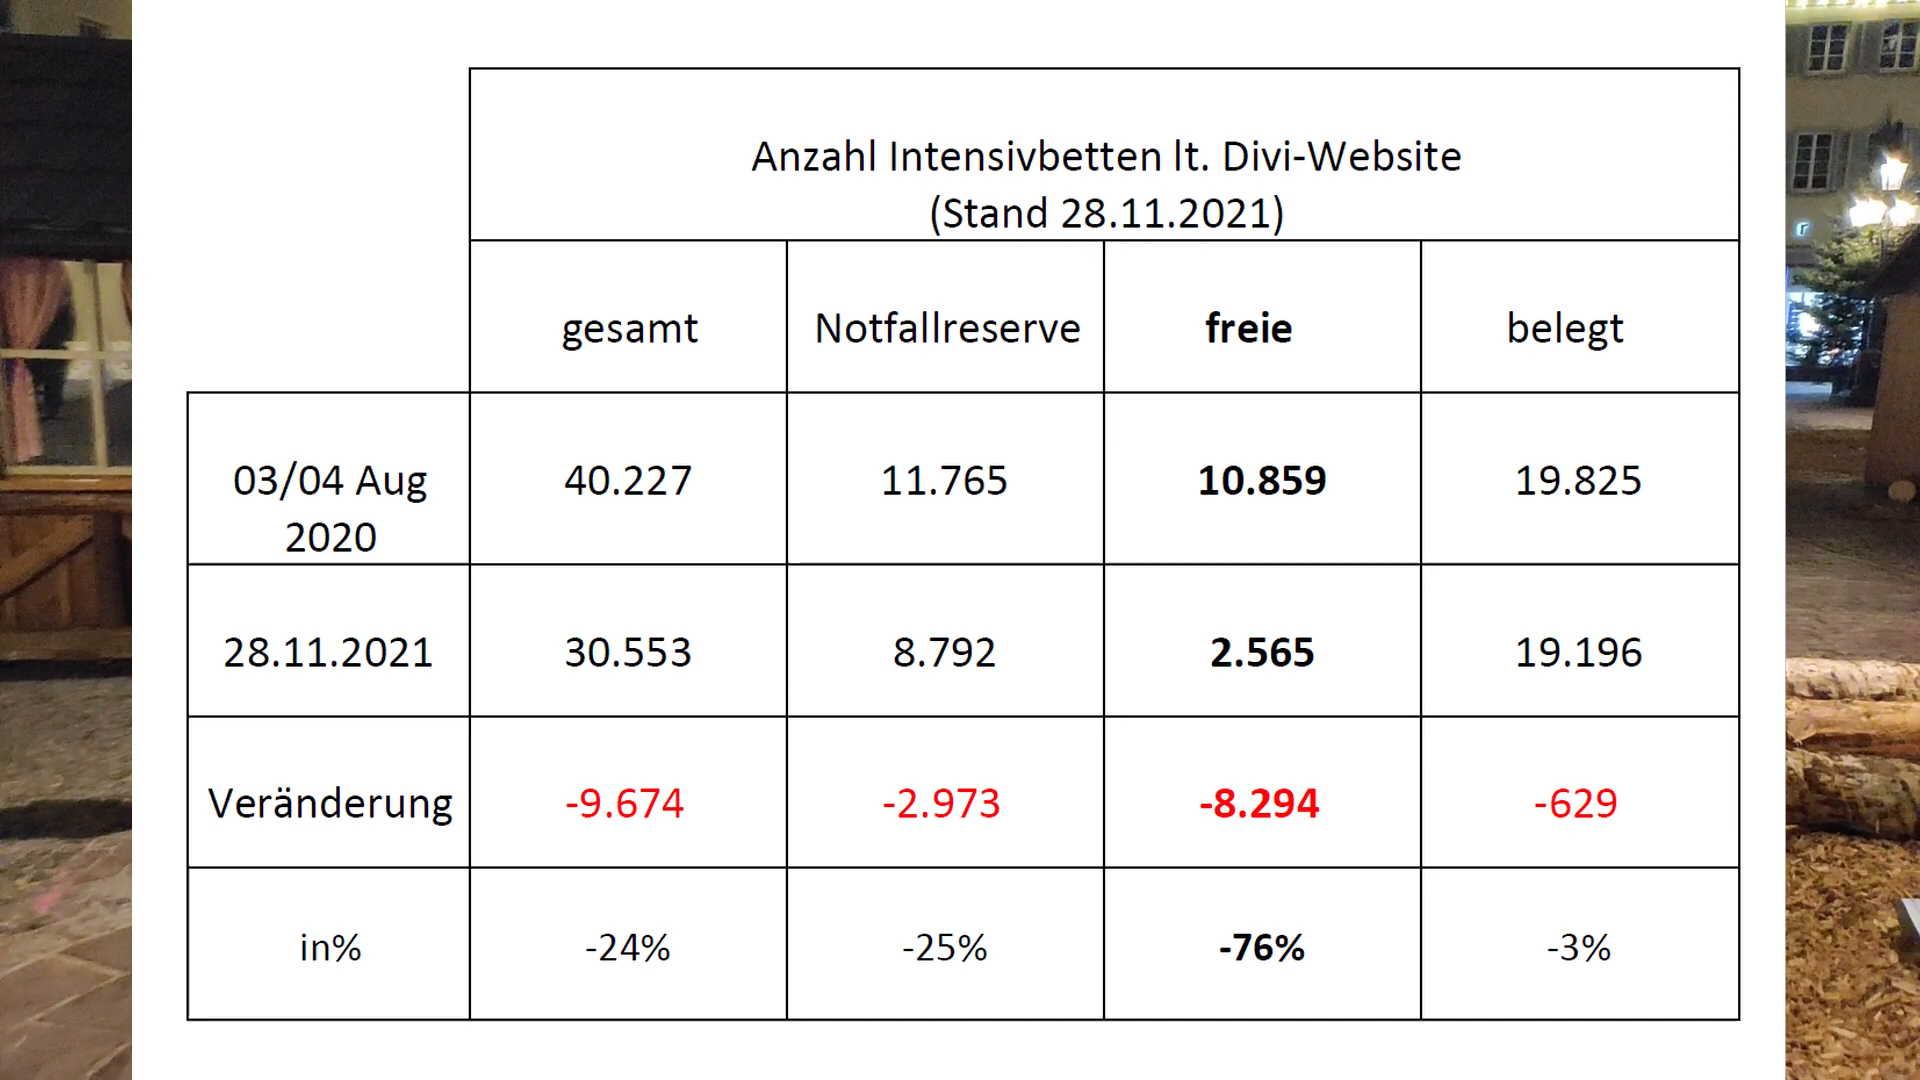 Anzahl Intensivbetten lt. Divi-Website
(Stand 28.11.2021)
gesamt Notfallreserve freie belegt
03/04 Aug 2020 40.227 11.765 10.859 19.825
28.11.2021 30.553 8.792 2.565 19.196
Veränderung -9.674 -2.973 -8.294 -629
in% -24% -25% -76% -3%